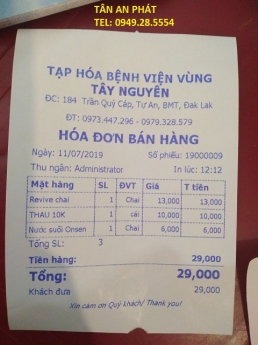 TÂN AN PHÁT
TEL: 0949.28.5554
TẠP HÓA BỆNH VIỆN VÙNG
TÂY NGUYÊN
ĐC: 184 Trần Quý Cáp, Tự An, BMT, Đak Lak
ĐT: 0973.447.296 - 0979.328.579
HÓA ĐƠN BÁN HÀNG
Ngày: 11/07/2019 Số phiếu: 19000009
Thu ngân: Administrator In lúc: 12:12
Mặt hàng SL ĐVT Giá T tiền
Revive chai 1 Chai 13,000 13,000
THAU 10K 1 cái 10,000 10,000
Nước suối Onsen 1 Chai 6,000 6,000
Tổng SL: 3
Tiền hàng: 29,000
Tổng: 29,000
Khách đưa 29,000
Xin cảm ơn Quý khách/ Thank you!